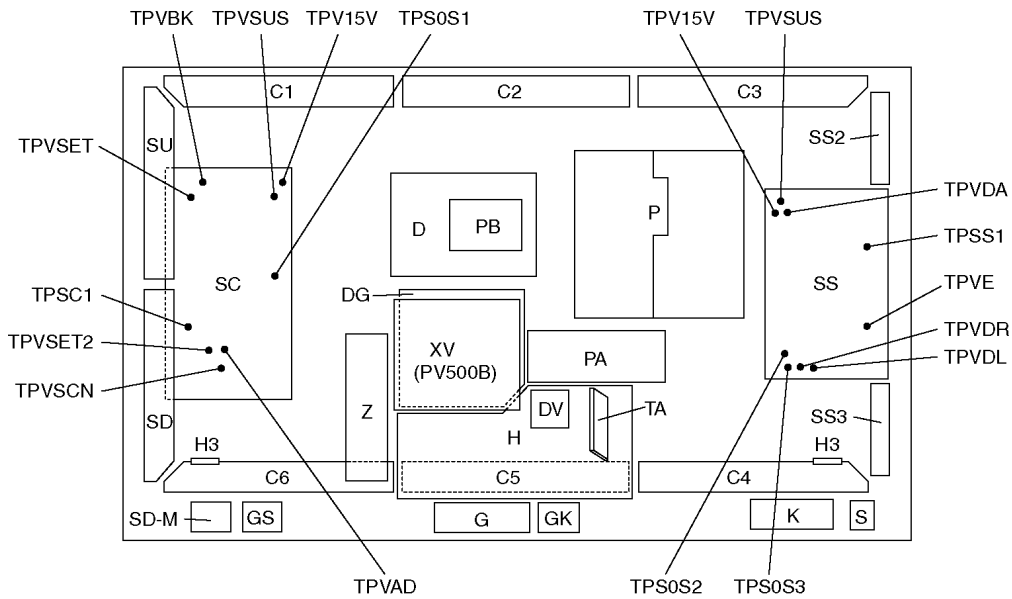 TPVBK TPVSUS TPV15V TPS0S1 TPV15V TPVSUS
C1 C2 C3
SU SS2
TPVSET
TPVDA
D PB P
TPSS1
SC SS
TPVE
TPSC1 DG
TPVDR
TPVSET2
XV
(PV500B)
PA
TPVDL
TPVSCN
Z DV TA
SD H SS3
H3 H3
C6 C5 C4
SD-M GS G GK K S
TPVAD TPS0S2 TPS0S3